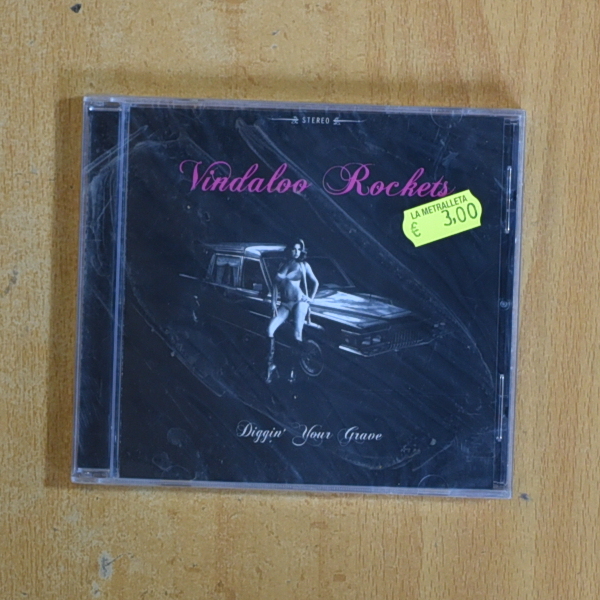 STEREO
Vindaloo Rockets
LA METRALLETA
€ 3,00
Diggin' Your Grave